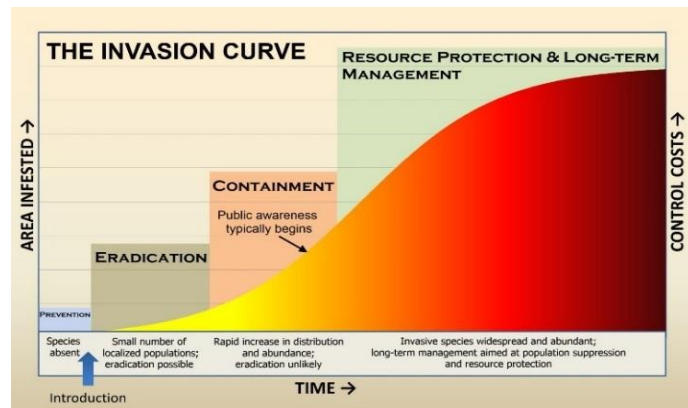 THE INVASION CURVE
RESOURCE PROTECTION & LONG-TERM
MANAGEMENT
AREA INFESTED →
CONTROL COSTS →
CONTAINMENT
Public awareness
typically begins
ERADICATION
PREVENTION
Species
absent
Small number of
localized populations;
eradication possible
Rapid increase in distribution
and abundance;
eradication unlikely
Invasive species widespread and abundant;
long-term management aimed at population suppression
and resource protection
TIME →
Introduction